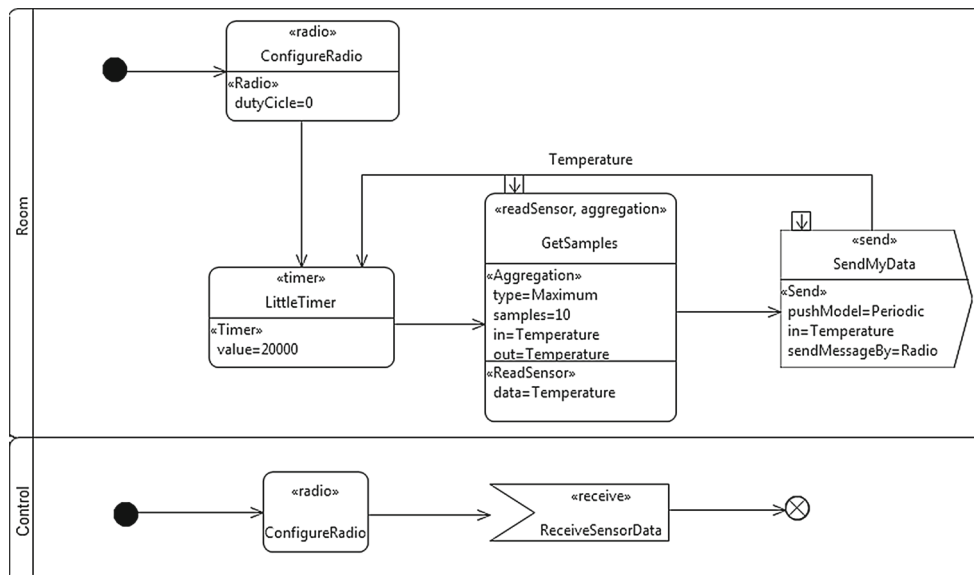 Room
«radio»
ConfigureRadio
«Radio»
dutyCicle=0
Temperature
«timer»
LittleTimer
«Timer»
value=20000
«readSensor, aggregation»
GetSamples
«Aggregation»
type=Maximum
samples=10
in=Temperature
out=Temperature
«ReadSensor»
data=Temperature
«send»
SendMyData
«Send»
pushModel=Periodic
in=Temperature
sendMessageBy=Radio
Control
«radio»
ConfigureRadio
«receive»
ReceiveSensorData